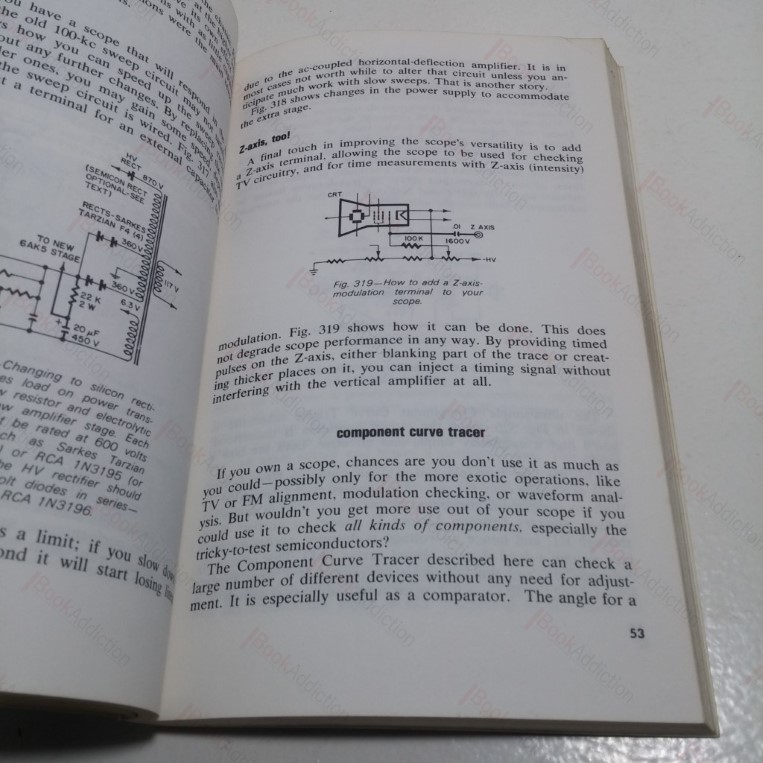 ou have a scope that will respond in
the old 100-kc sweep circuit may not
s how you can speed up the sweep
out any further changes. By replacing
der ones, you may gain some speed
the sweep circuit is wired. Fig. 317
t a terminal for an external capacitor
HV
RECT
870 V
(SEMICON RECT
OPTIONAL-SEE
TEXT)
RECTS-SARKES
TARZIAN F4 (4)
360 V
TO NEW
6AK5 STAGE
117 V
360 V
22 K
2 W
6.3 V
+
20 µF
450 V
Changing to silicon recti-
es load on power trans-
w resistor and electrolytic
w amplifier stage. Each
t be rated at 600 volts
ch as Sarkes Tarzian
) or RCA 1N3195 (or
he HV rectifier should
olt diodes in series—
RCA 1N3196.
s a limit; if you slow down
ond it will start losing
due to the ac-coupled horizontal-deflection amplifier. It is in
most cases not worth while to alter that circuit unless you an-
ticipate much work with slow sweeps. That is another story.
Fig. 318 shows changes in the power supply to accommodate
the extra stage.
Z-axis, too!
A final touch in improving the scope's versatility is to add
a Z-axis terminal, allowing the scope to be used for checking
TV circuitry, and for time measurements with Z-axis (intensity)
CRT
.01 Z AXIS
100 K 1600 V
-HV
Fig. 319—How to add a Z-axis-
modulation terminal to your
scope.
modulation. Fig. 319 shows how it can be done. This does
not degrade scope performance in any way. By providing timed
pulses on the Z-axis, either blanking part of the trace or creat-
ing thicker places on it, you can inject a timing signal without
interfering with the vertical amplifier at all.
component curve tracer
If you own a scope, chances are you don't use it as much as
you could—possibly only for the more exotic operations, like
TV or FM alignment, modulation checking, or waveform anal-
ysis. But wouldn't you get more use out of your scope if you
could use it to check all kinds of components, especially the
tricky-to-test semiconductors?
The Component Curve Tracer described here can check a
large number of different devices without any need for adjust-
ment. It is especially useful as a comparator. The angle for a
53
BookAddiction